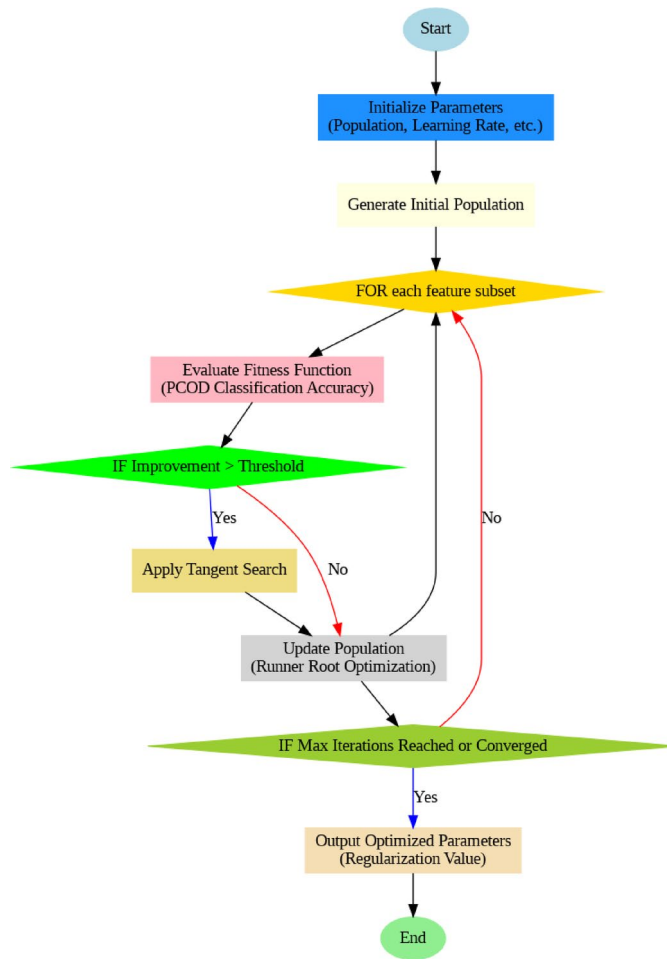 Start
Initialize Parameters
(Population, Learning Rate, etc.)
Generate Initial Population
FOR each feature subset
Evaluate Fitness Function
(PCOD Classification Accuracy)
IF Improvement > Threshold
Yes
No
Apply Tangent Search
No
Update Population
(Runner Root Optimization)
IF Max Iterations Reached or Converged
Yes
Output Optimized Parameters
(Regularization Value)
End